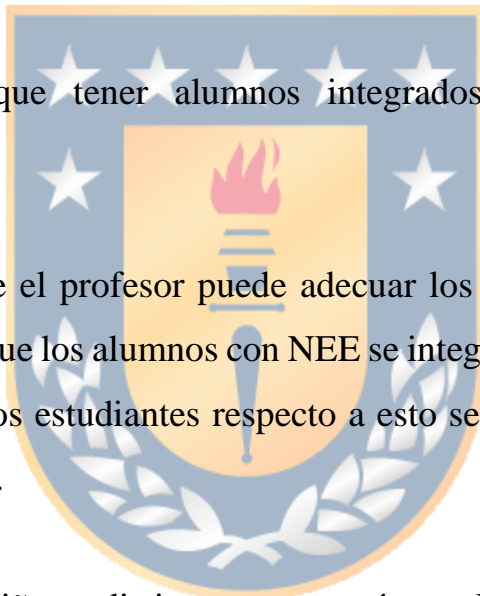 que tener alumnos integrados
el profesor puede adecuar los
que los alumnos con NEE se integ
os estudiantes respecto a esto se